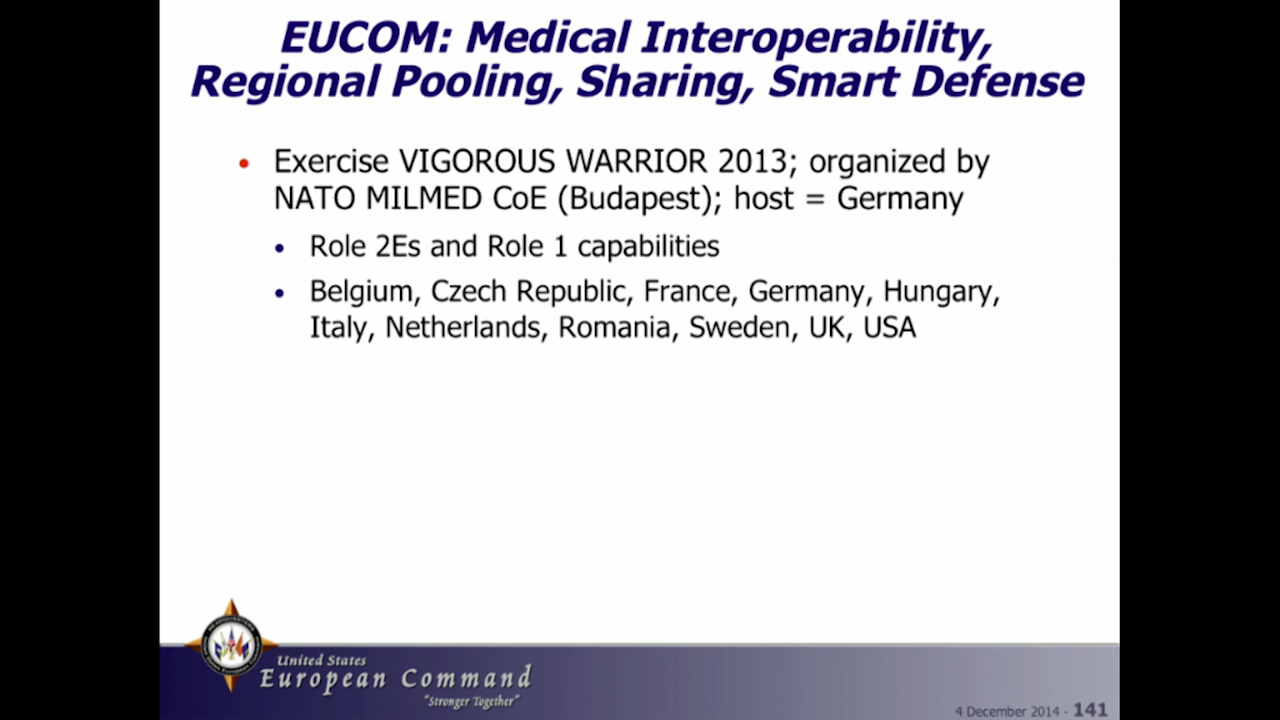 EUCOM: Medical Interoperability,
Regional Pooling, Sharing, Smart Defense
• Exercise VIGOROUS WARRIOR 2013; organized by
NATO MILMED CoE (Budapest); host = Germany
• Role 2Es and Role 1 capabilities
• Belgium, Czech Republic, France, Germany, Hungary,
Italy, Netherlands, Romania, Sweden, UK, USA
United States
European Command
"Stronger Together"
4 December 2014 - 141